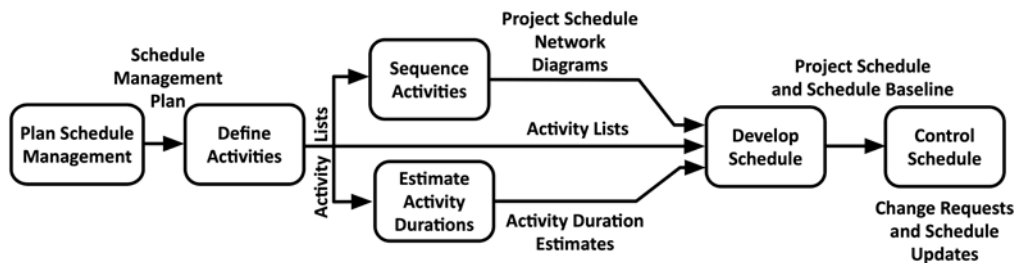 Plan Schedule
Management
Schedule
Management
Plan
Define
Activities
Activity Lists
Sequence
Activities
Project Schedule
Network
Diagrams
Activity Lists
Estimate
Activity
Durations
Activity Duration
Estimates
Develop
Schedule
Project Schedule
and Schedule Baseline
Control
Schedule
Change Requests
and Schedule
Updates